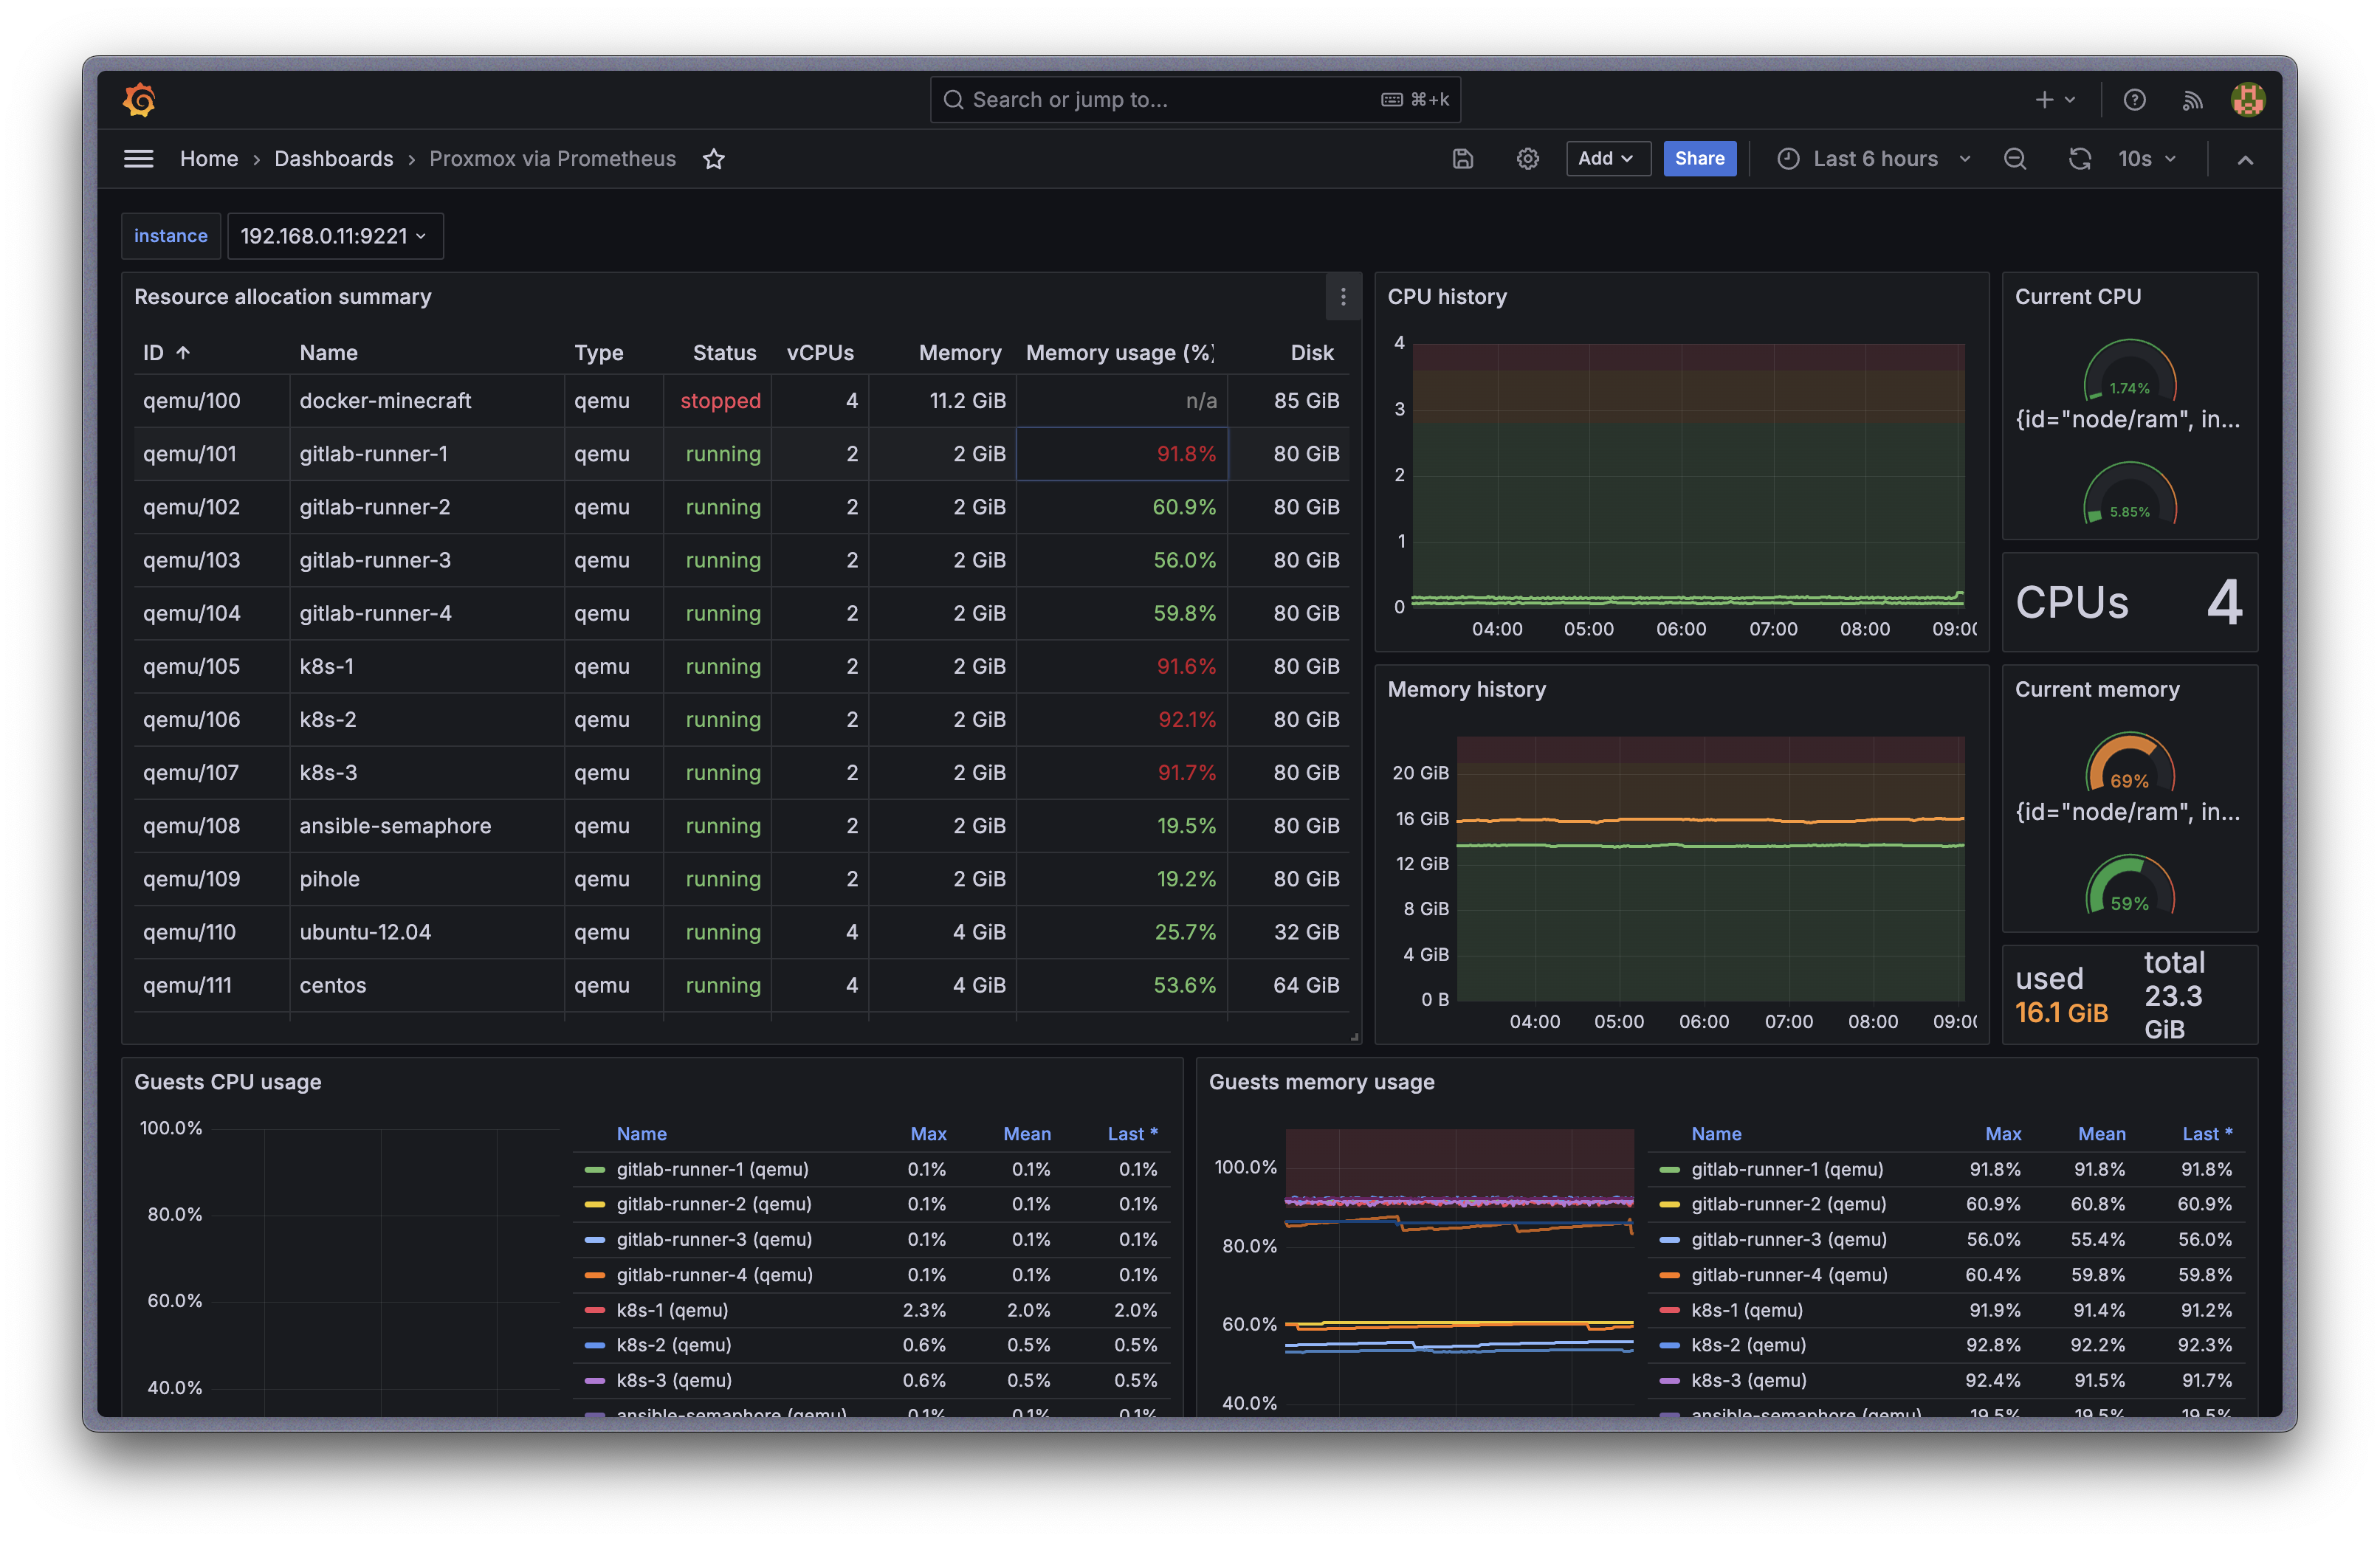 Search or jump to... ⌘+k
Home › Dashboards › Proxmox via Prometheus
Add Share Last 6 hours 10s
instance 192.168.0.11:9221
Resource allocation summary
ID Name Type Status vCPUs Memory Memory usage (%) Disk
qemu/100 docker-minecraft qemu stopped 4 11.2 GiB n/a 85 GiB
qemu/101 gitlab-runner-1 qemu running 2 2 GiB 91.8% 80 GiB
qemu/102 gitlab-runner-2 qemu running 2 2 GiB 60.9% 80 GiB
qemu/103 gitlab-runner-3 qemu running 2 2 GiB 56.0% 80 GiB
qemu/104 gitlab-runner-4 qemu running 2 2 GiB 59.8% 80 GiB
qemu/105 k8s-1 qemu running 2 2 GiB 91.6% 80 GiB
qemu/106 k8s-2 qemu running 2 2 GiB 92.1% 80 GiB
qemu/107 k8s-3 qemu running 2 2 GiB 91.7% 80 GiB
qemu/108 ansible-semaphore qemu running 2 2 GiB 19.5% 80 GiB
qemu/109 pihole qemu running 2 2 GiB 19.2% 80 GiB
qemu/110 ubuntu-12.04 qemu running 4 4 GiB 25.7% 32 GiB
qemu/111 centos qemu running 4 4 GiB 53.6% 64 GiB
CPU history
4
3
2
1
0
04:00 05:00 06:00 07:00 08:00 09:00
Current CPU
1.74%
{id="node/ram", in...
5.85%
CPUs 4
Memory history
20 GiB
16 GiB
12 GiB
8 GiB
4 GiB
0 B
04:00 05:00 06:00 07:00 08:00 09:00
Current memory
69%
{id="node/ram", in...
59%
used
16.1 GiB
total
23.3
GiB
Guests CPU usage
100.0%
80.0%
60.0%
40.0%
Name Max Mean Last *
gitlab-runner-1 (qemu) 0.1% 0.1% 0.1%
gitlab-runner-2 (qemu) 0.1% 0.1% 0.1%
gitlab-runner-3 (qemu) 0.1% 0.1% 0.1%
gitlab-runner-4 (qemu) 0.1% 0.1% 0.1%
k8s-1 (qemu) 2.3% 2.0% 2.0%
k8s-2 (qemu) 0.6% 0.5% 0.5%
k8s-3 (qemu) 0.6% 0.5% 0.5%
ansible-semaphore (qemu) 0.1% 0.1% 0.1%
Guests memory usage
100.0%
80.0%
60.0%
40.0%
Name Max Mean Last *
gitlab-runner-1 (qemu) 91.8% 91.8% 91.8%
gitlab-runner-2 (qemu) 60.9% 60.8% 60.9%
gitlab-runner-3 (qemu) 56.0% 55.4% 56.0%
gitlab-runner-4 (qemu) 60.4% 59.8% 59.8%
k8s-1 (qemu) 91.9% 91.4% 91.2%
k8s-2 (qemu) 92.8% 92.2% 92.3%
k8s-3 (qemu) 92.4% 91.5% 91.7%
ansible-semaphore (qemu) 19.5% 19.5% 19.5%